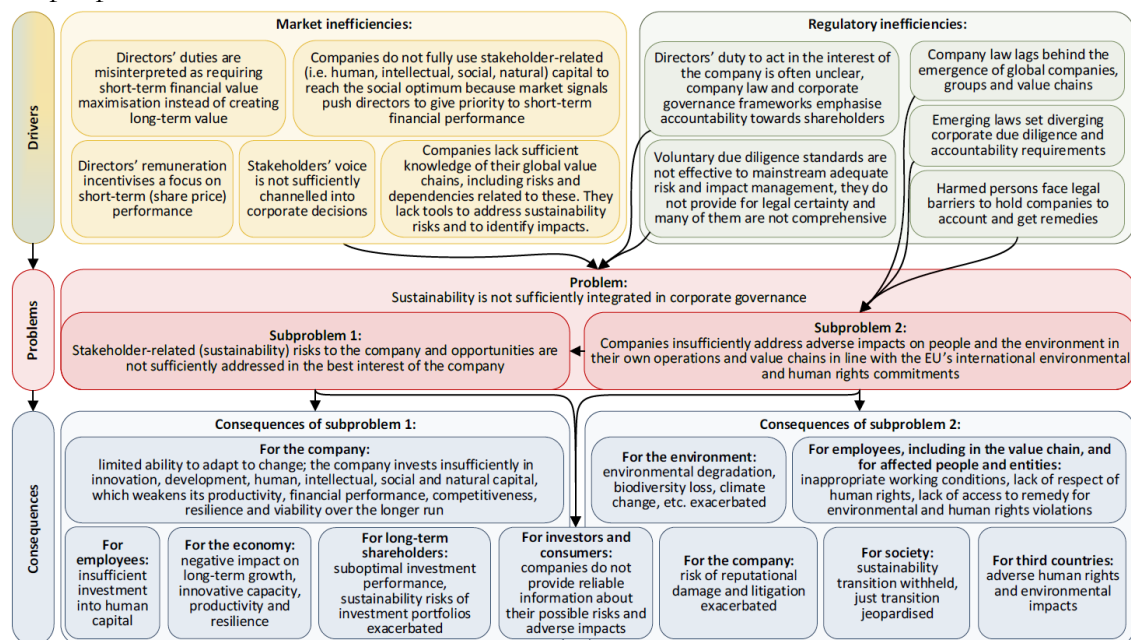 Drivers
Market inefficiencies:
Directors' duties are
misinterpreted as requiring
short-term financial value
maximisation instead of creating
long-term value
Companies do not fully use stakeholder-related
(i.e. human, intellectual, social, natural) capital to
reach the social optimum because market signals
push directors to give priority to short-term
financial performance
Directors' remuneration
incentivises a focus on
short-term (share price)
performance
Stakeholders' voice
is not sufficiently
channelled into
corporate decisions
Companies lack sufficient
knowledge of their global value
chains, including risks and
dependencies related to these. They
lack tools to address sustainability
risks and to identify impacts.
Regulatory inefficiencies:
Directors' duty to act in the interest of
the company is often unclear,
company law and corporate
governance frameworks emphasise
accountability towards shareholders
Company law lags behind the
emergence of global companies,
groups and value chains
Emerging laws set diverging
corporate due diligence and
accountability requirements
Voluntary due diligence standards are
not effective to mainstream adequate
risk and impact management, they do
not provide for legal certainty and
many of them are not comprehensive
Harmed persons face legal
barriers to hold companies to
account and get remedies
Problems
Problem:
Sustainability is not sufficiently integrated in corporate governance
Subproblem 1:
Stakeholder-related (sustainability) risks to the company and opportunities are
not sufficiently addressed in the best interest of the company
Subproblem 2:
Companies insufficiently address adverse impacts on people and the environment in
their own operations and value chains in line with the EU's international environmental
and human rights commitments
Consequences
Consequences of subproblem 1:
For the company:
limited ability to adapt to change; the company invests insufficiently in
innovation, development, human, intellectual, social and natural capital,
which weakens its productivity, financial performance, competitiveness,
resilience and viability over the longer run
For
employees:
insufficient
investment
into human
capital
For the economy:
negative impact on
long-term growth,
innovative capacity,
productivity and
resilience
For long-term
shareholders:
suboptimal investment
performance,
sustainability risks of
investment portfolios
exacerbated
For investors and
consumers:
companies do not
provide reliable
information about
their possible risks and
adverse impacts
Consequences of subproblem 2:
For the environment:
environmental degradation,
biodiversity loss, climate
change, etc. exacerbated
For employees, including in the value chain, and
for affected people and entities:
inappropriate working conditions, lack of respect of
human rights, lack of access to remedy for
environmental and human rights violations
For the company:
risk of reputational
damage and litigation
exacerbated
For society:
sustainability
transition withheld,
just transition
jeopardised
For third countries:
adverse human rights
and environmental
impacts